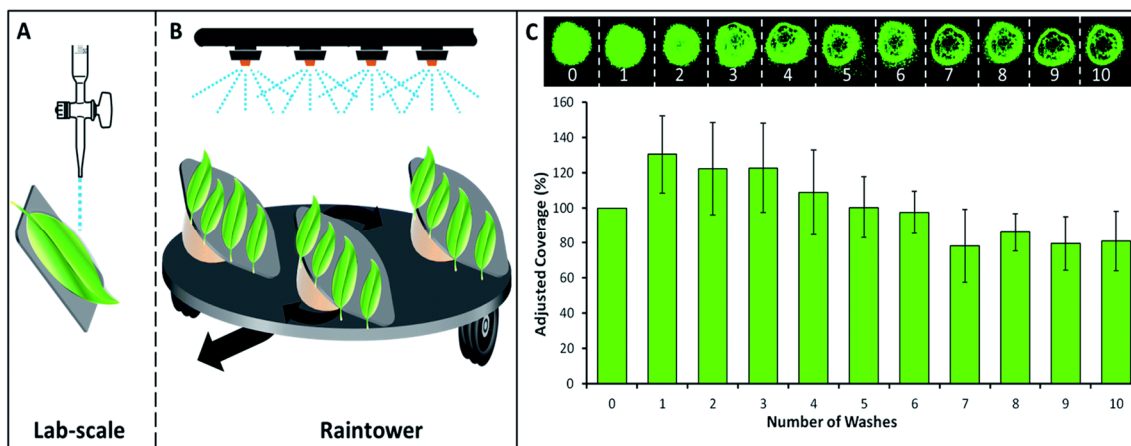 A
B
C
0 1 2 3 4 5 6 7 8 9 10
Lab-scale
Raintower
Adjusted Coverage (%)
160
140
120
100
80
60
40
20
0
0 1 2 3 4 5 6 7 8 9 10
Number of Washes